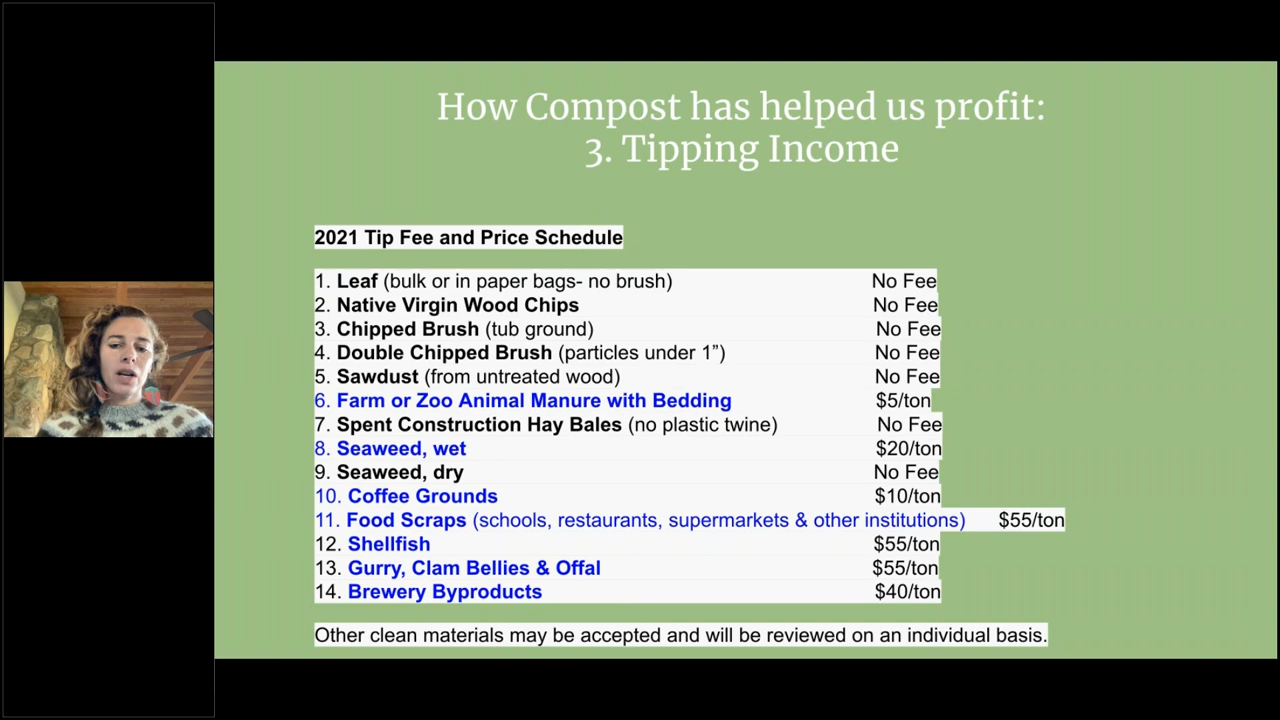 How Compost has helped us profit:
3. Tipping Income
2021 Tip Fee and Price Schedule
1. Leaf (bulk or in paper bags- no brush) No Fee
2. Native Virgin Wood Chips No Fee
3. Chipped Brush (tub ground) No Fee
4. Double Chipped Brush (particles under 1”) No Fee
5. Sawdust (from untreated wood) No Fee
6. Farm or Zoo Animal Manure with Bedding $5/ton
7. Spent Construction Hay Bales (no plastic twine) No Fee
8. Seaweed, wet $20/ton
9. Seaweed, dry No Fee
10. Coffee Grounds $10/ton
11. Food Scraps (schools, restaurants, supermarkets & other institutions) $55/ton
12. Shellfish $55/ton
13. Gurry, Clam Bellies & Offal $55/ton
14. Brewery Byproducts $40/ton
Other clean materials may be accepted and will be reviewed on an individual basis.